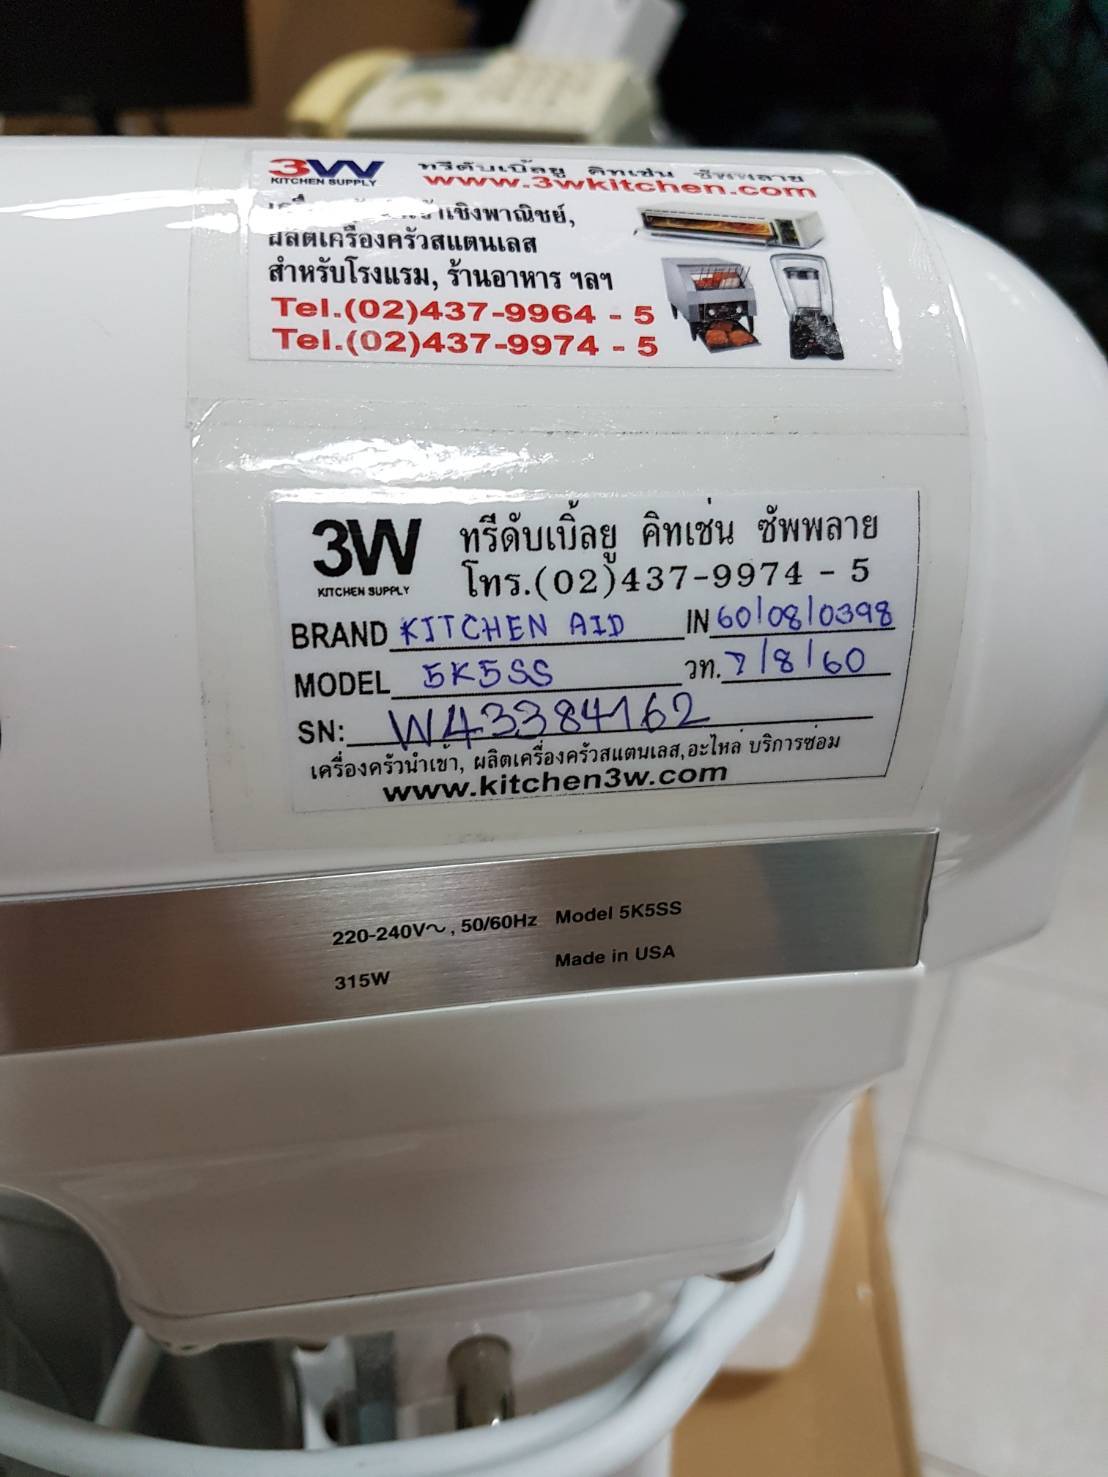 3W ทรีดับเบิ้ลยู คิทเช่น ซัพพลาย
KITCHEN SUPPLY www.3wkitchen.com
เชิงพาณิชย์,
ผลิตเครื่องครัวสแตนเลส
สำหรับโรงแรม, ร้านอาหาร ฯลฯ
Tel.(02)437-9964 - 5
Tel.(02)437-9974 - 5
3W ทรีดับเบิ้ลยู คิทเช่น ซัพพลาย
KITCHEN SUPPLY โทร.(02)437-9974 - 5
BRAND KITCHEN AID IN 60/08/0398
MODEL 5K5SS วท. 7/8/60
SN: W43384162
เครื่องครัวนำเข้า, ผลิตเครื่องครัวสแตนเลส,อะไหล่ บริการซ่อม
www.kitchen3w.com
220-240V~, 50/60Hz Model 5K5SS
315W Made in USA